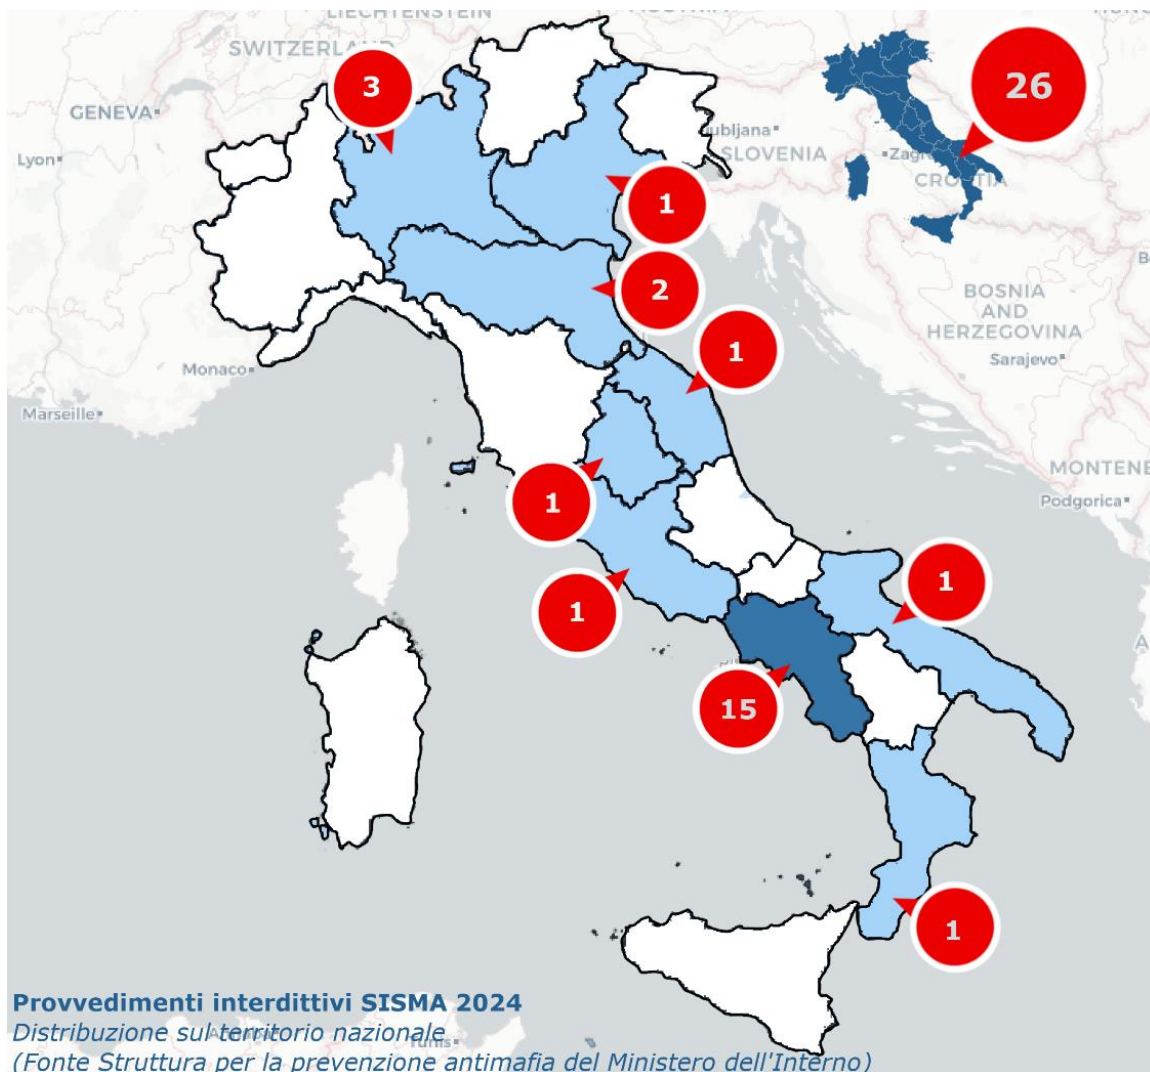 LIECHTENSTEIN
SWITZERLAND
3
26
GENEVA
Lyon
SLOVENIA
CROATIA
1
2
BOSNIA
AND
HERZEGOVINA
1
Sarajevo
Monaco
Marseille
MONTENE
Podgorica
1
1
1
15
1
Provvedimenti interdittivi SISMA 2024
Distribuzione sul territorio nazionale
Tunis
(Fonte Struttura per la prevenzione antimafia del Ministero dell'Interno)